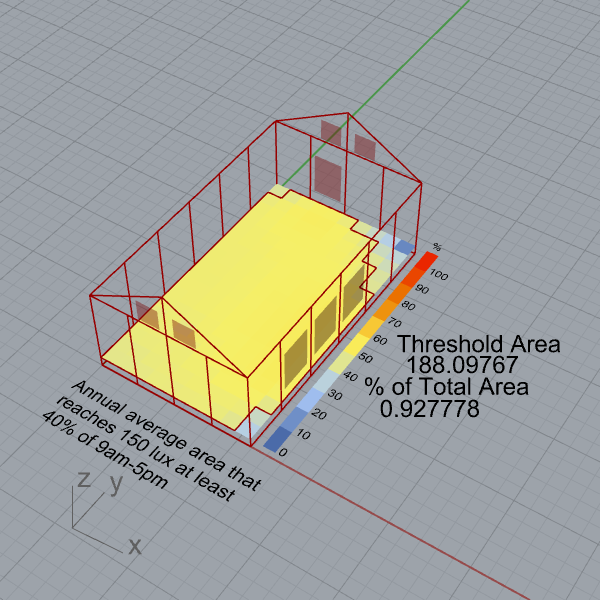 %
100
90
80
70
60
50
40
30
20
10
0
Threshold Area
188.09767
% of Total Area
0.927778
Annual average area that
reaches 150 lux at least
40% of 9am-5pm
z
y
x